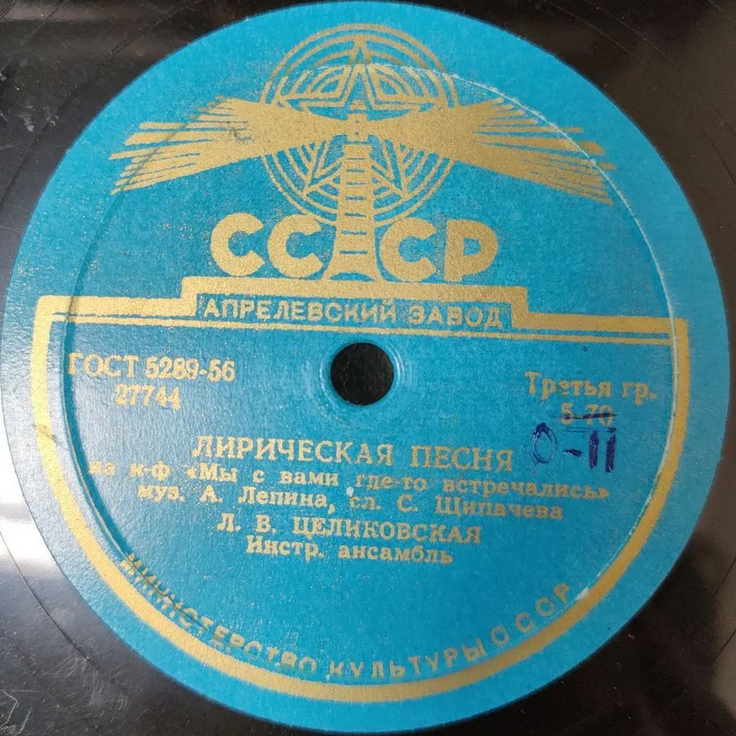 СССР
АПРЕЛЕВСКИЙ ЗАВОД
ГОСТ 5289-56
27744
Третья гр.
5-70
0-11
ЛИРИЧЕСКАЯ ПЕСНЯ
из к-ф «Мы с вами где-то встречались»
муз. А. Лепина, сл. С. Щипачева
Л. В. ЦЕЛИКОВСКАЯ
Инстр. ансамбль
МИНИСТЕРСТВО КУЛЬТУРЫ СССР